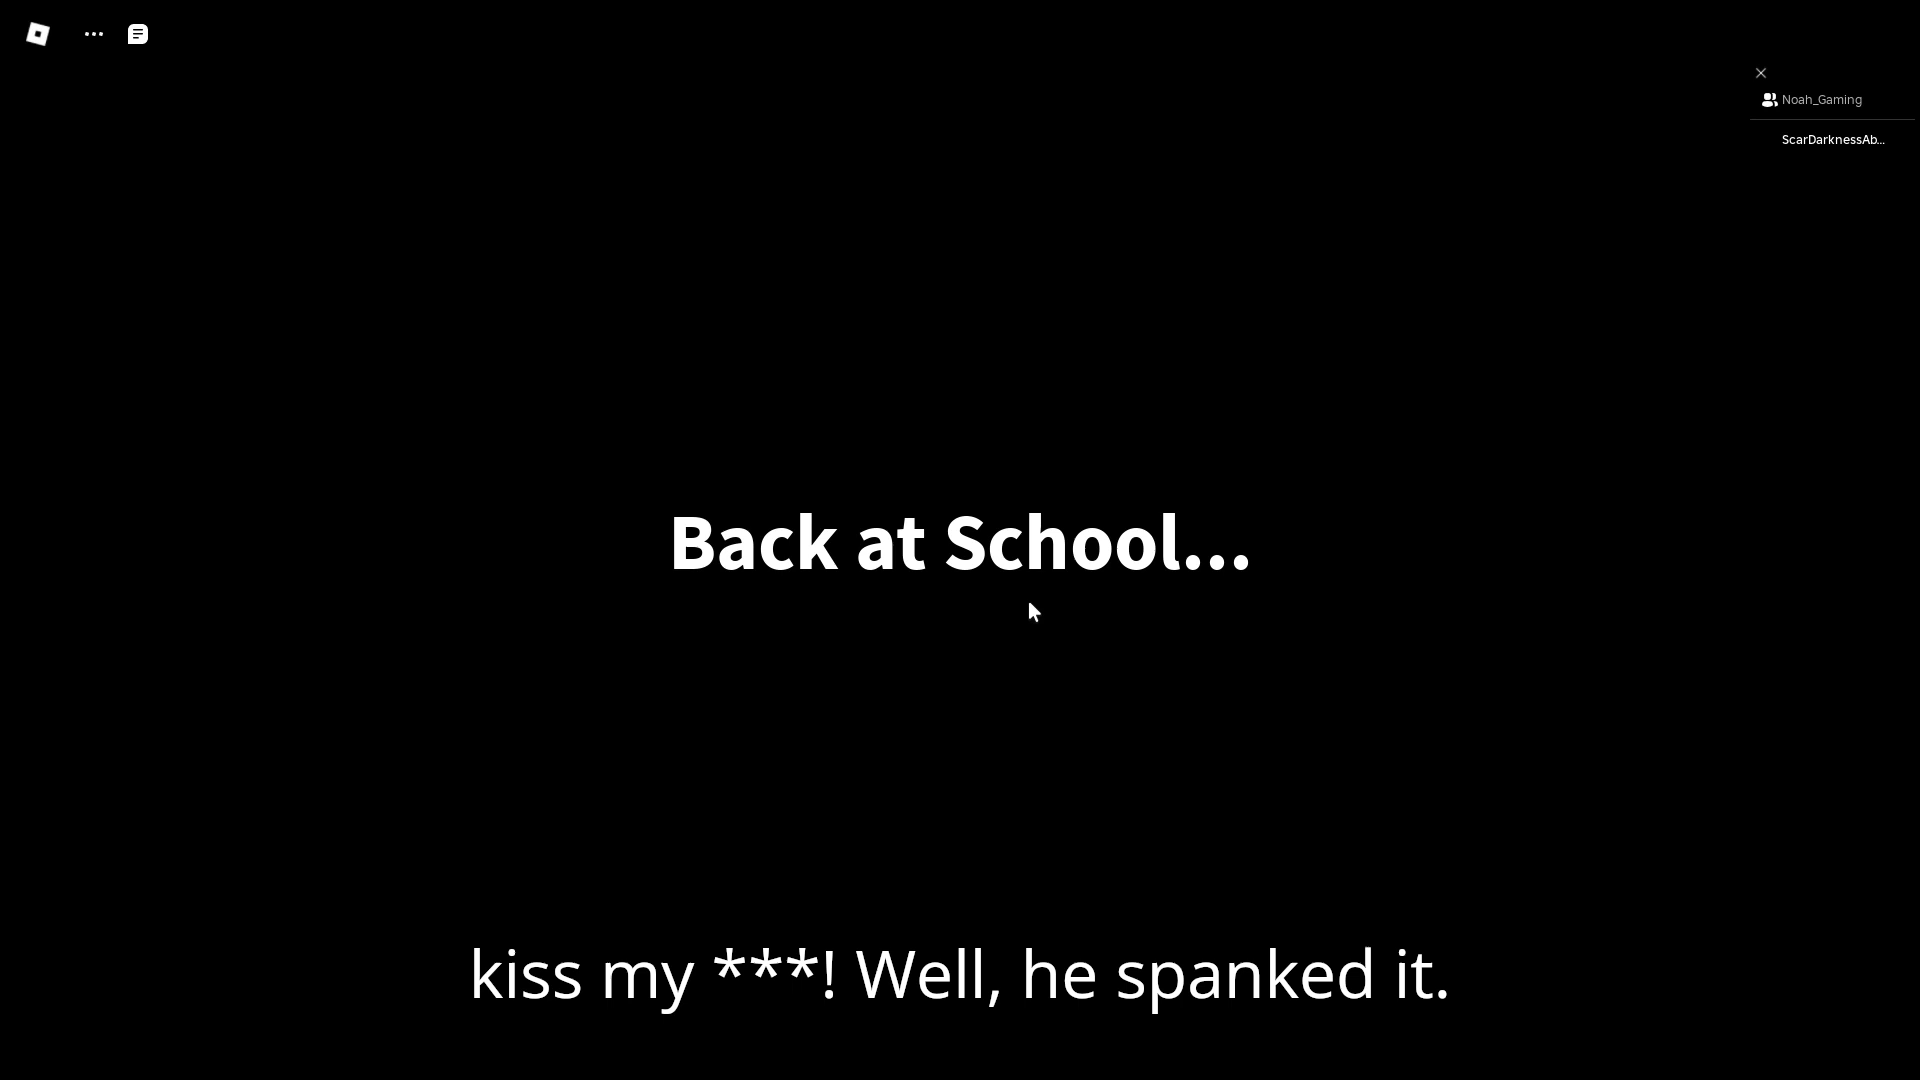 Noah_Gaming
ScarDarknessAb...
Back at School...
kiss my ***! Well, he spanked it.